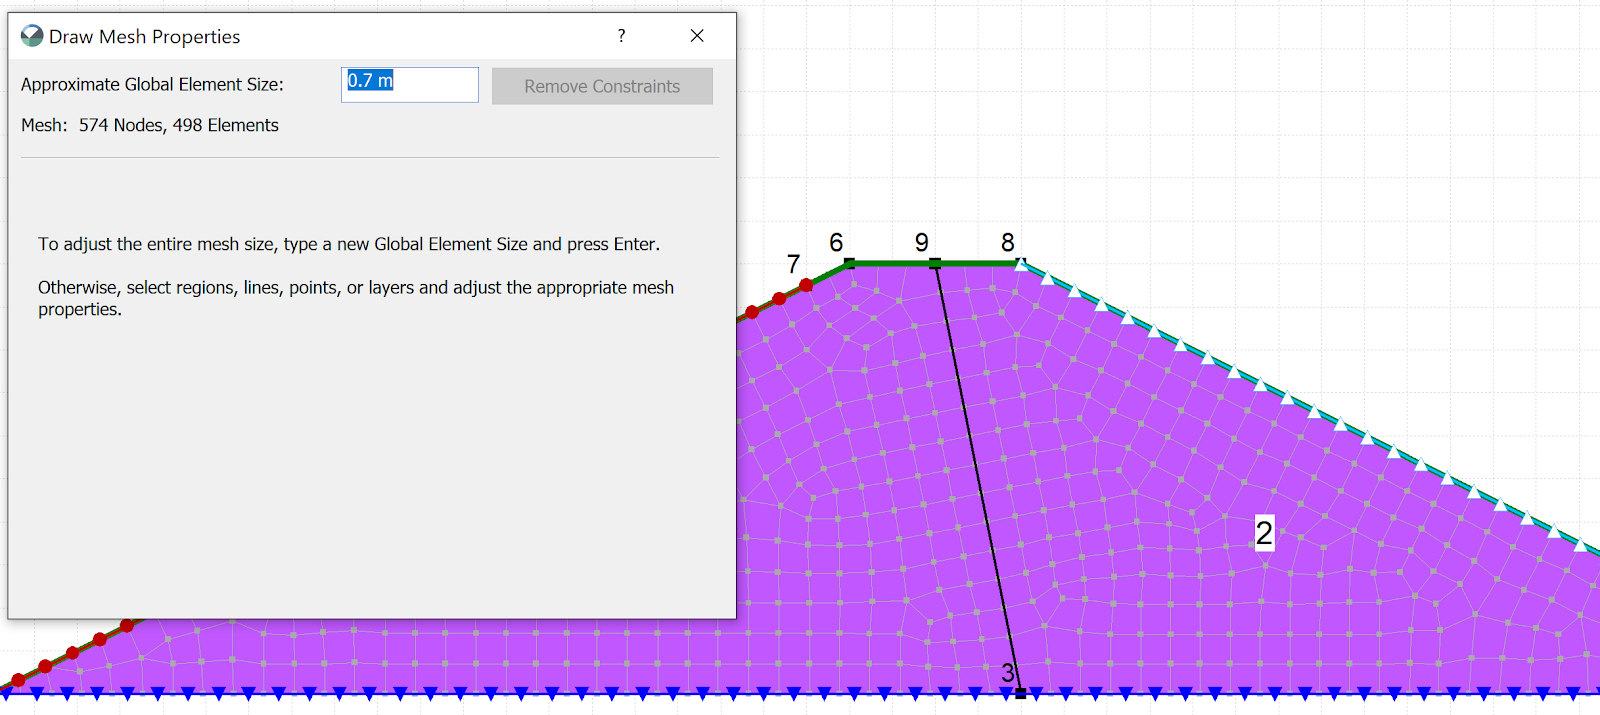 Draw Mesh Properties ?
Approximate Global Element Size: 0.7 m Remove Constraints
Mesh: 574 Nodes, 498 Elements
To adjust the entire mesh size, type a new Global Element Size and press Enter.
Otherwise, select regions, lines, points, or layers and adjust the appropriate mesh
properties.
6 9 8
7
2
3